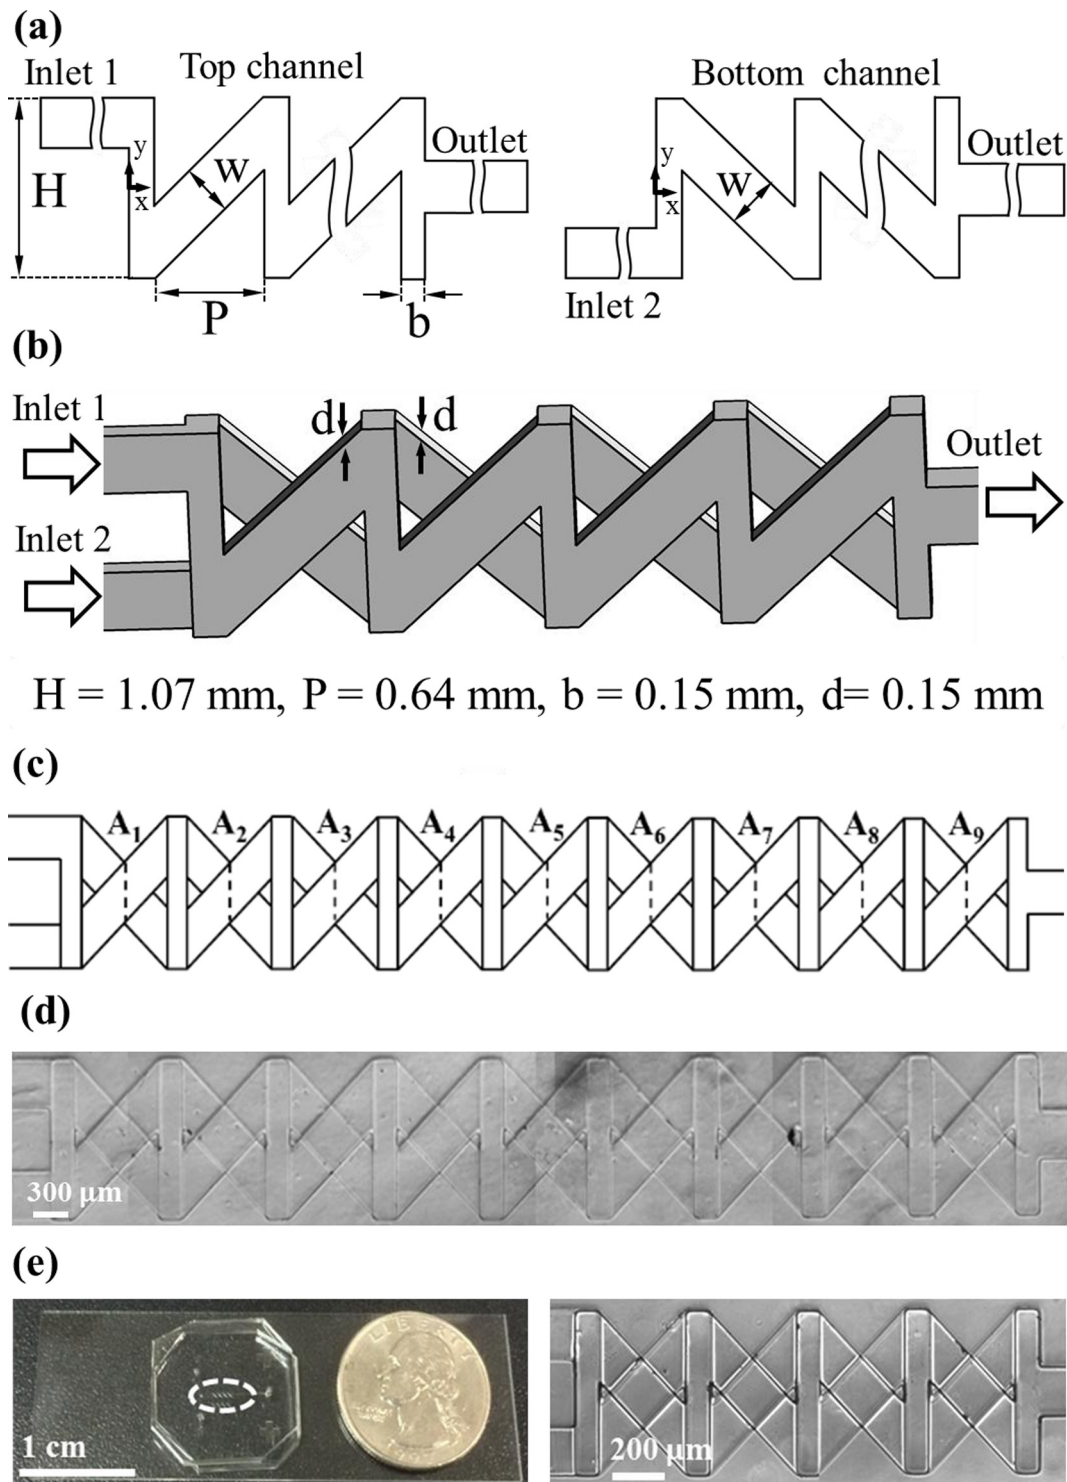 (a)
Inlet 1
Top channel
H
y
x
W
P
b
Outlet
Bottom channel
y
x
W
Inlet 2
Outlet
(b)
Inlet 1
Inlet 2
d
d
Outlet
H = 1.07 mm, P = 0.64 mm, b = 0.15 mm, d= 0.15 mm
(c)
A1 A2 A3 A4 A5 A6 A7 A8 A9
(d)
300 μm
(e)
1 cm
200 μm